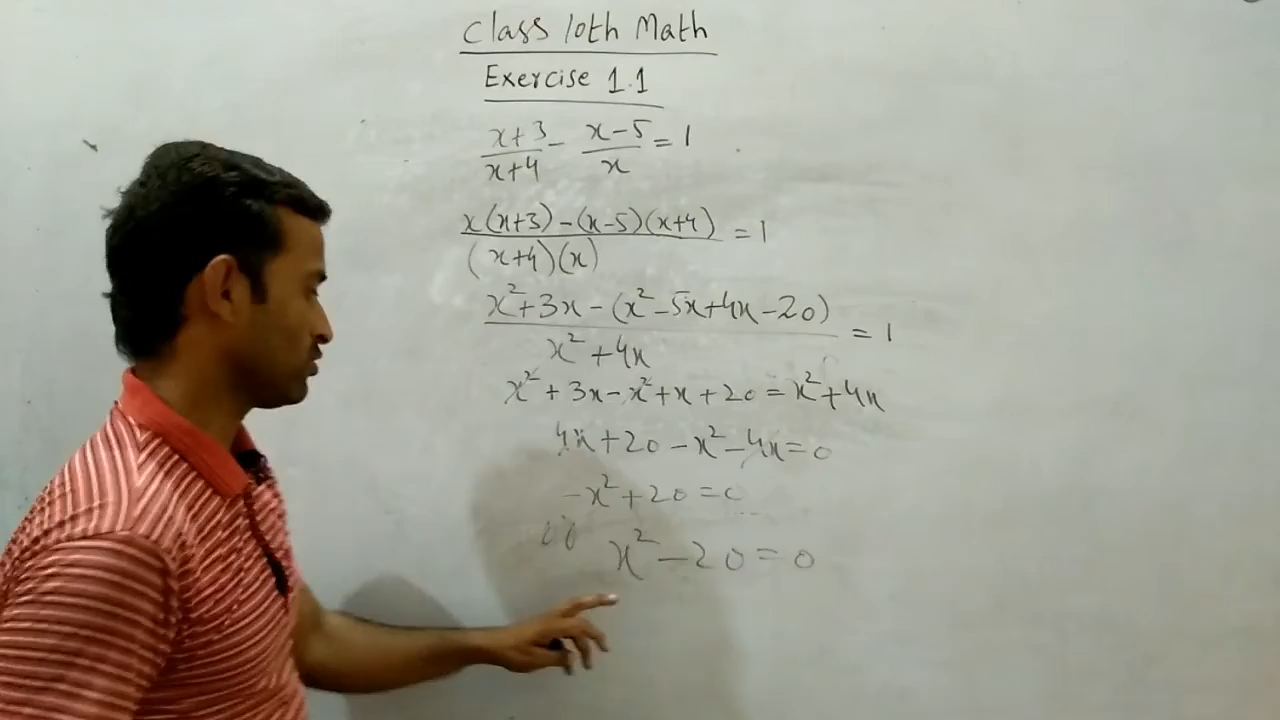 Class 10th Math
Exercise 1.1
x+3/x+4 - x-5/x = 1
x(x+3)-(x-5)(x+4)/(x+4)(x) = 1
x²+3x-(x²-5x+4x-20)/x²+4x = 1
x²+3x-x²+x+20=x²+4x
4x+20-x²-4x=0
-x²+20=0
x²-20=0